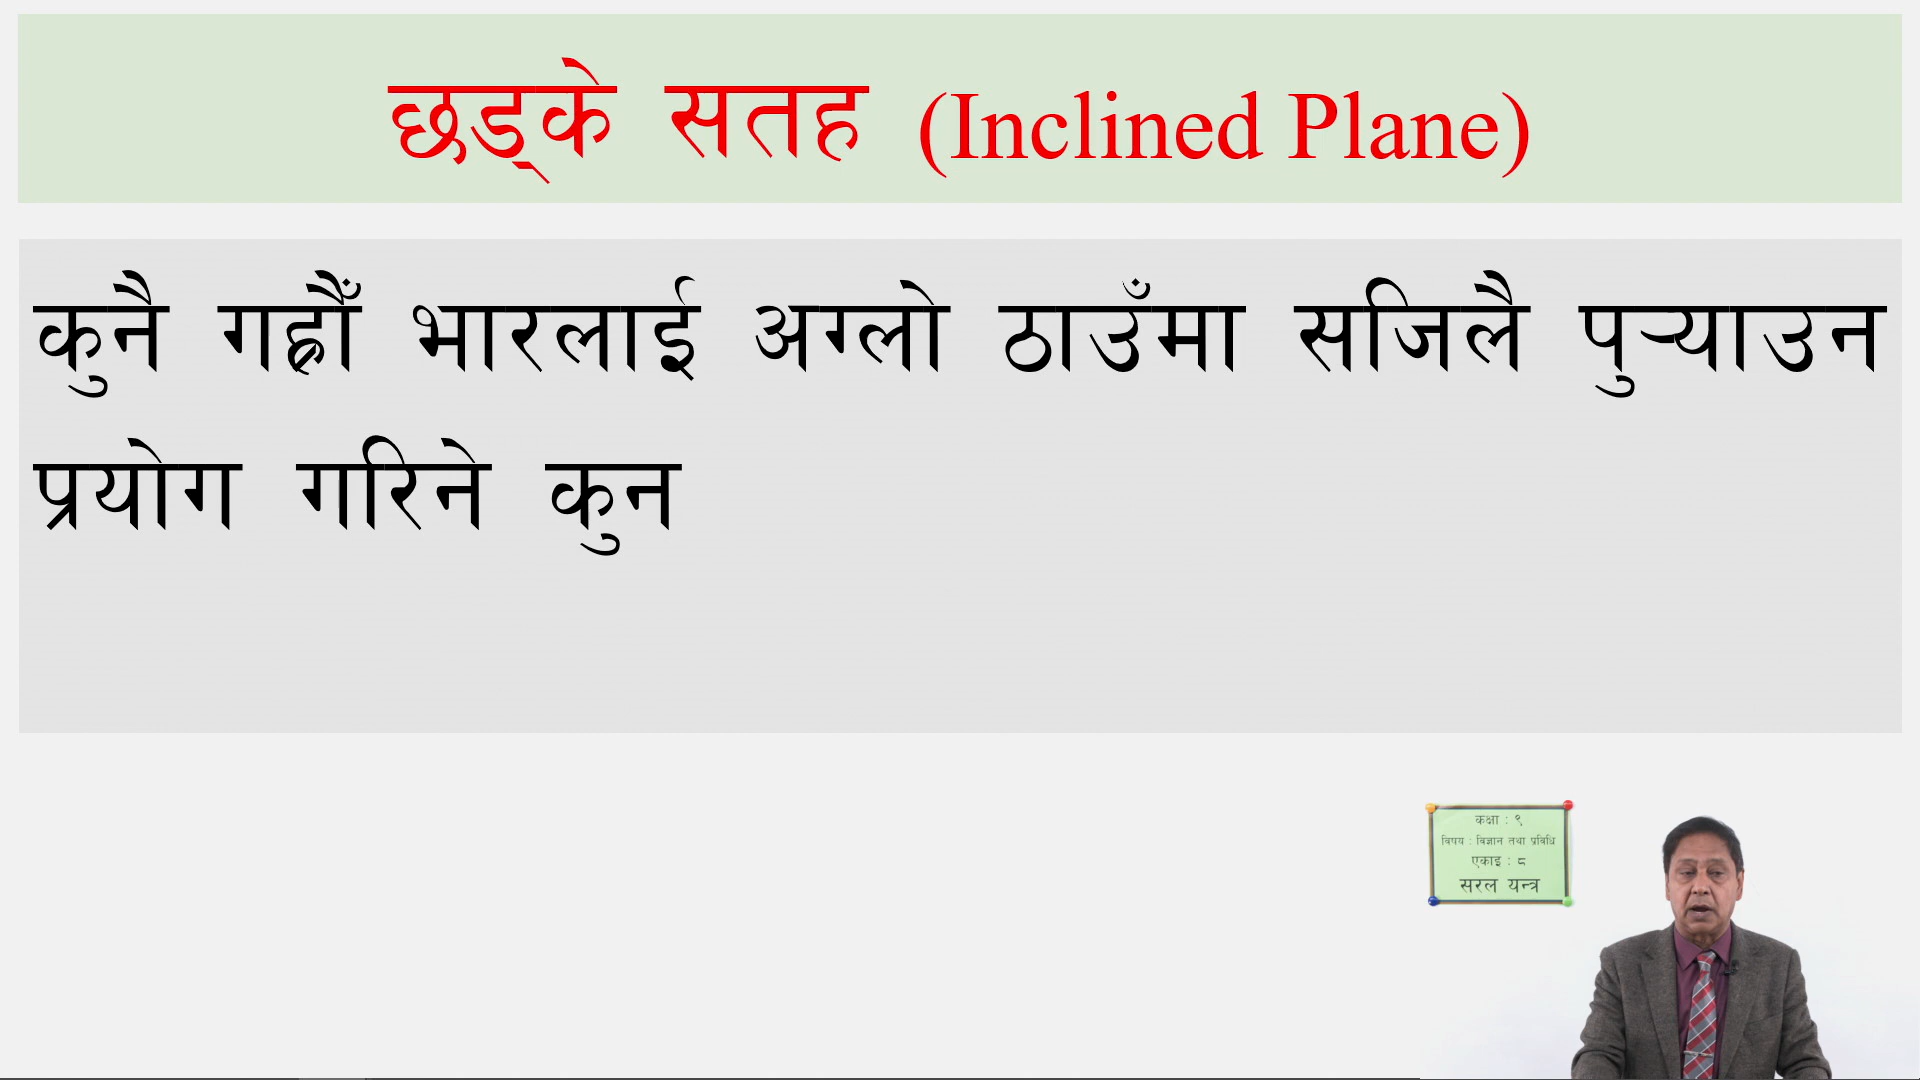 छड्के सतह (Inclined Plane)
कुनै गह्रौँ भारलाई अग्लो ठाउँमा सजिलै पुर्‍याउन
प्रयोग गरिने कुन
कक्षा : ९
विषय : विज्ञान तथा प्रविधि
एकाइ : ८
सरल यन्त्र